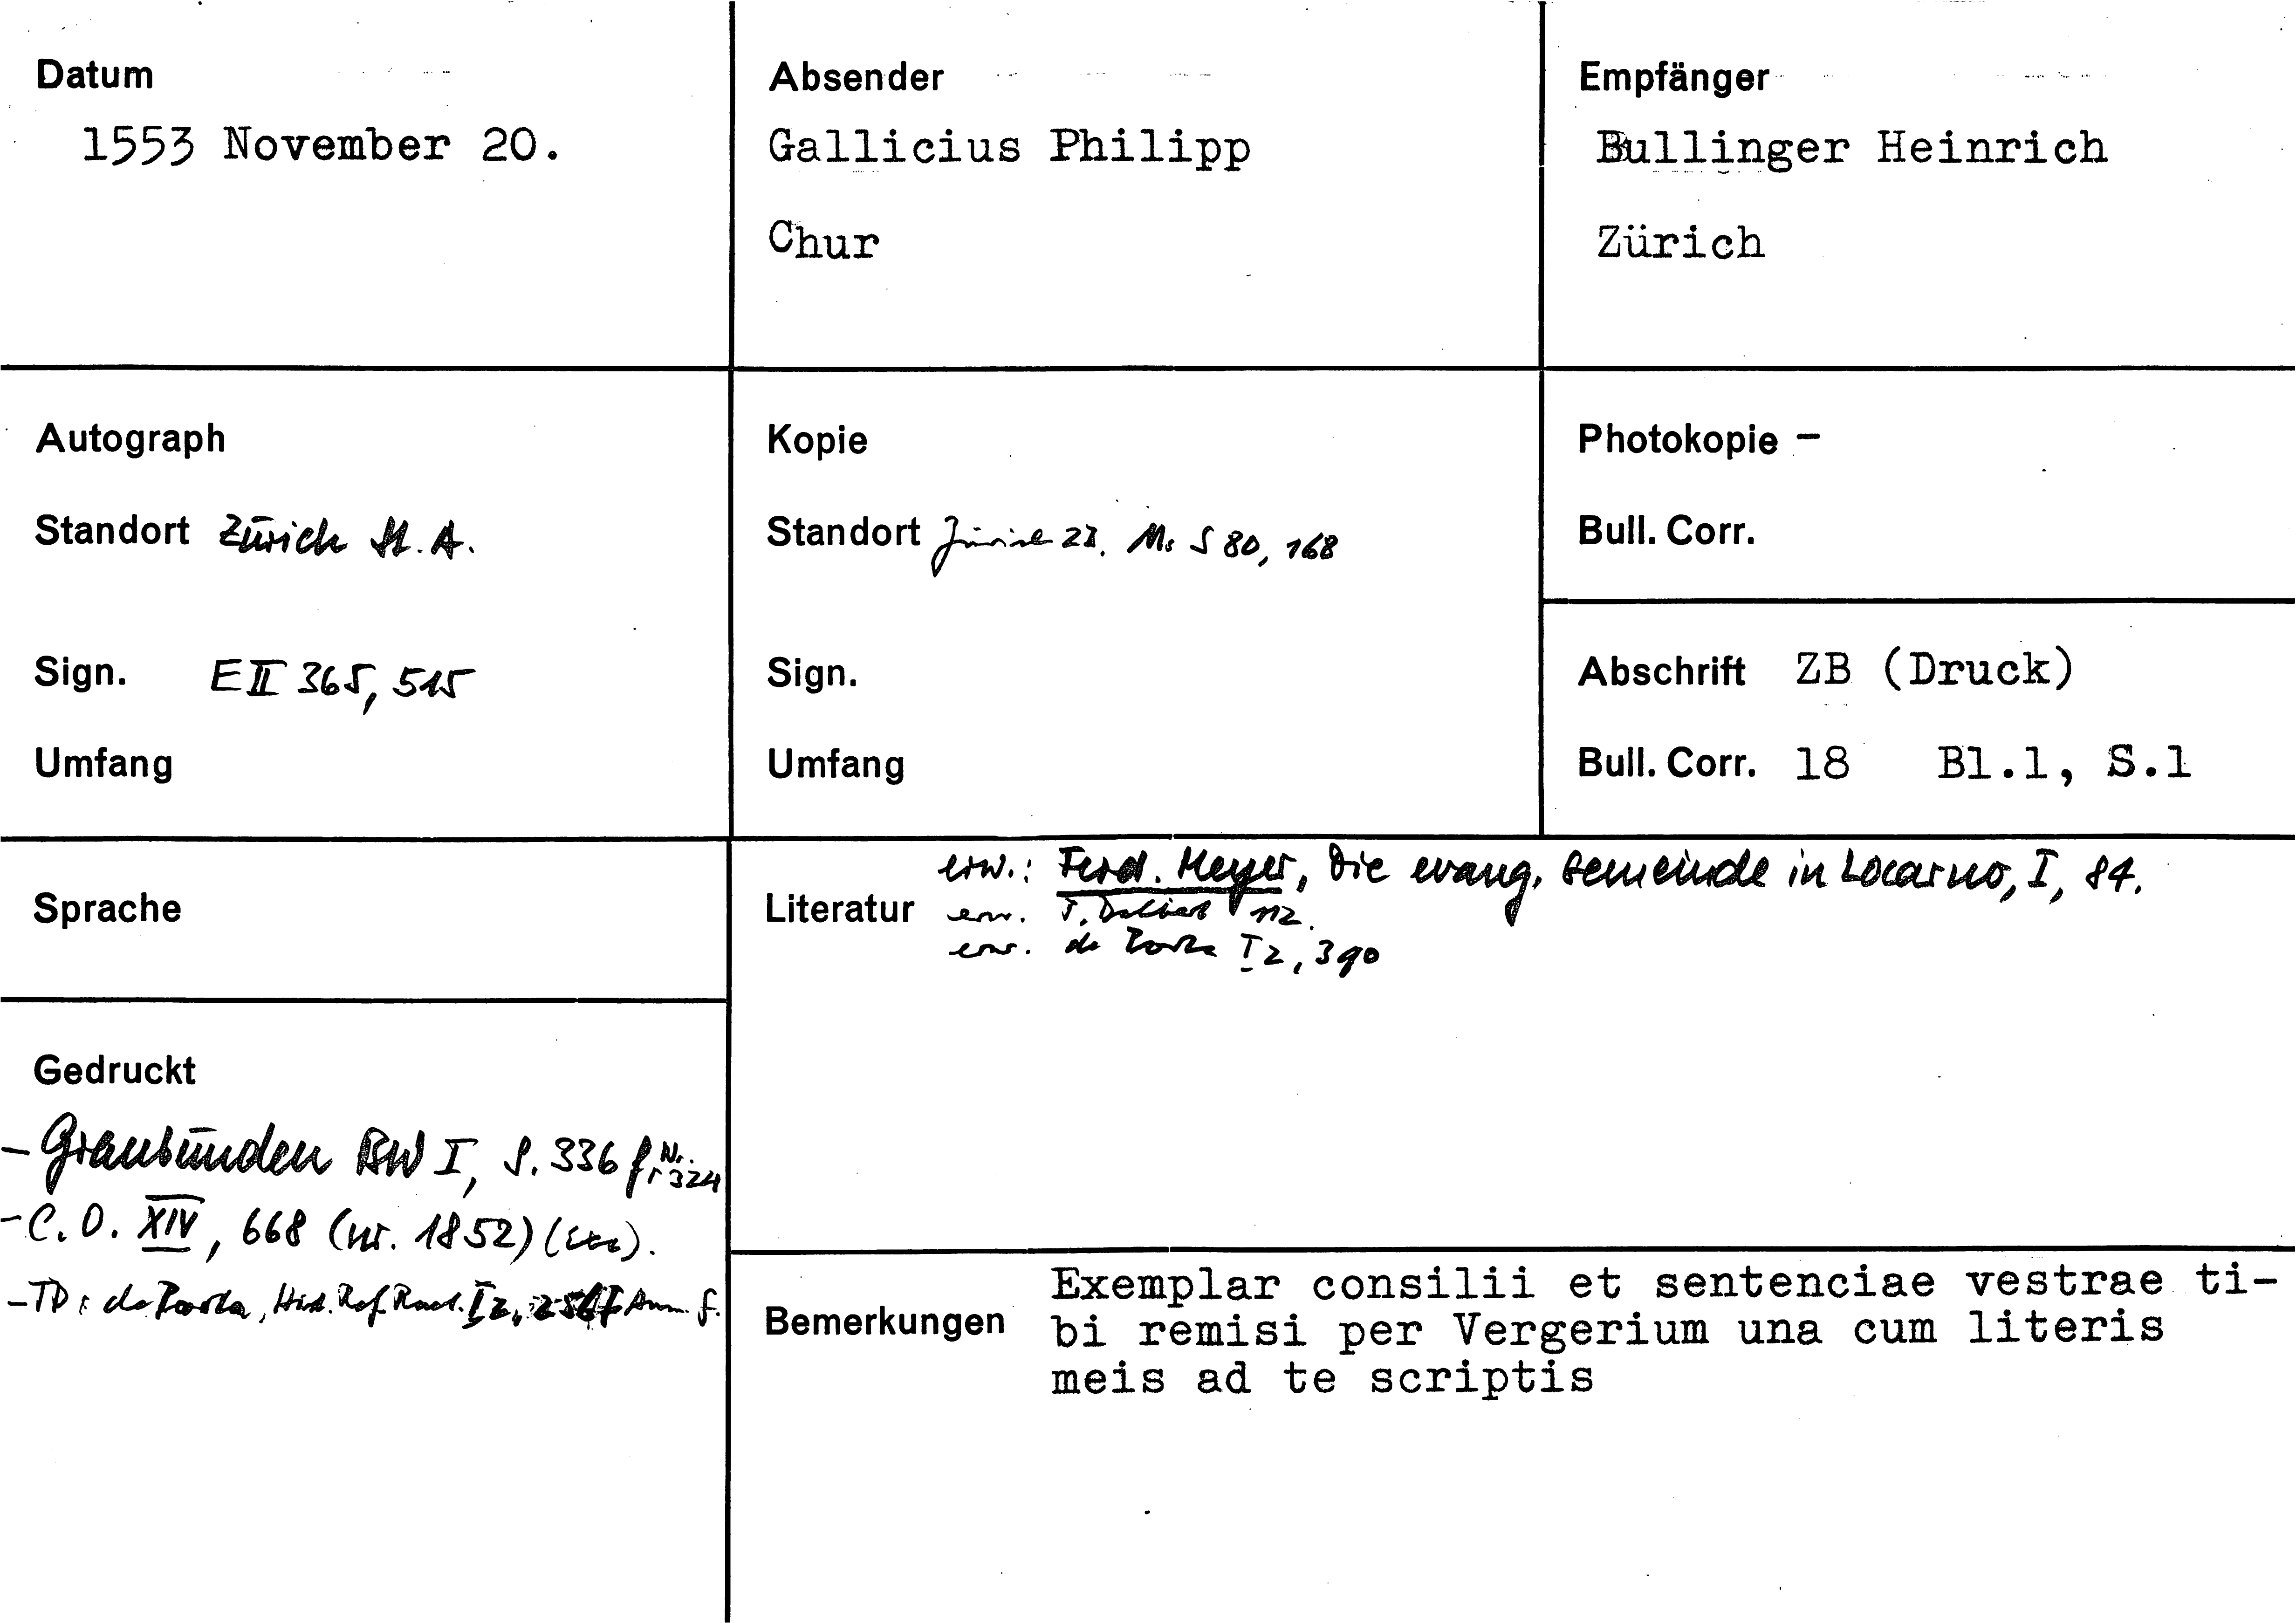 Datum
1553 November 20.
Absender
Gallicius Philipp
Chur
Empfänger
Bullinger Heinrich
Zürich
Autograph
Standort Zürich St. A.
Sign. E II 365, 515
Umfang
Kopie
Standort Zürich ZB. Ms S 80, 168
Sign.
Umfang
Photokopie -
Bull. Corr.
Abschrift ZB (Druck)
Bull. Corr. 18 Bl.1, S.1
Sprache
Literatur
erw.: Ferd. Meyer, Die evang. Gemeinde in Locarno, I, 84.
erw. T. 112.
erw. de Porta I 2, 390
Gedruckt
- Graubünden BW I, S. 336 f. Nr. 324
- C. O. XIV, 668 (nr. 1852)
- TD: de Porta, Hist. Ref. Raet. I 2, Anm. f.
Bemerkungen
Exemplar consilii et sentenciae vestrae ti-
bi remisi per Vergerium una cum literis
meis ad te scriptis